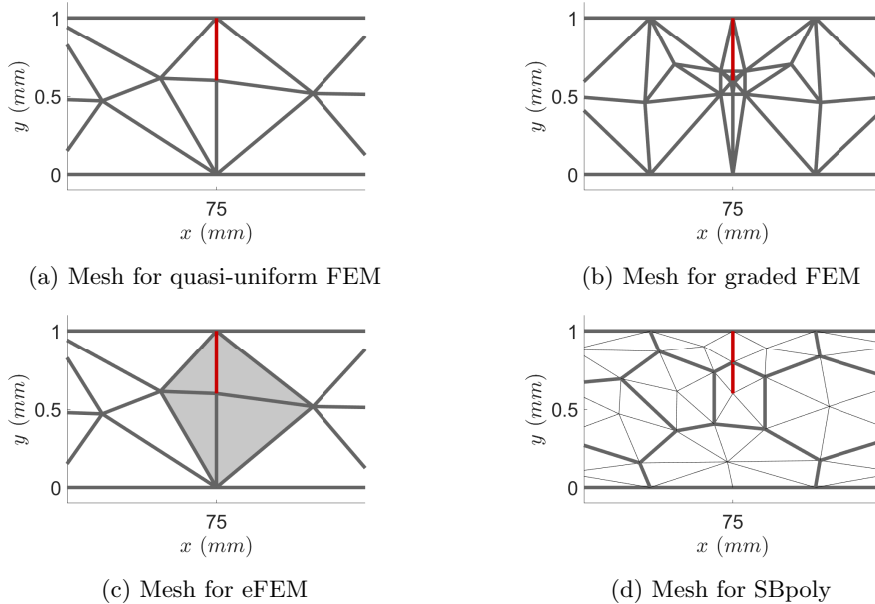 1
0.5
0
y (mm)
75
x (mm)
(a) Mesh for quasi-uniform FEM
1
0.5
0
y (mm)
75
x (mm)
(b) Mesh for graded FEM
1
0.5
0
y (mm)
75
x (mm)
(c) Mesh for eFEM
1
0.5
0
y (mm)
75
x (mm)
(d) Mesh for SBpoly